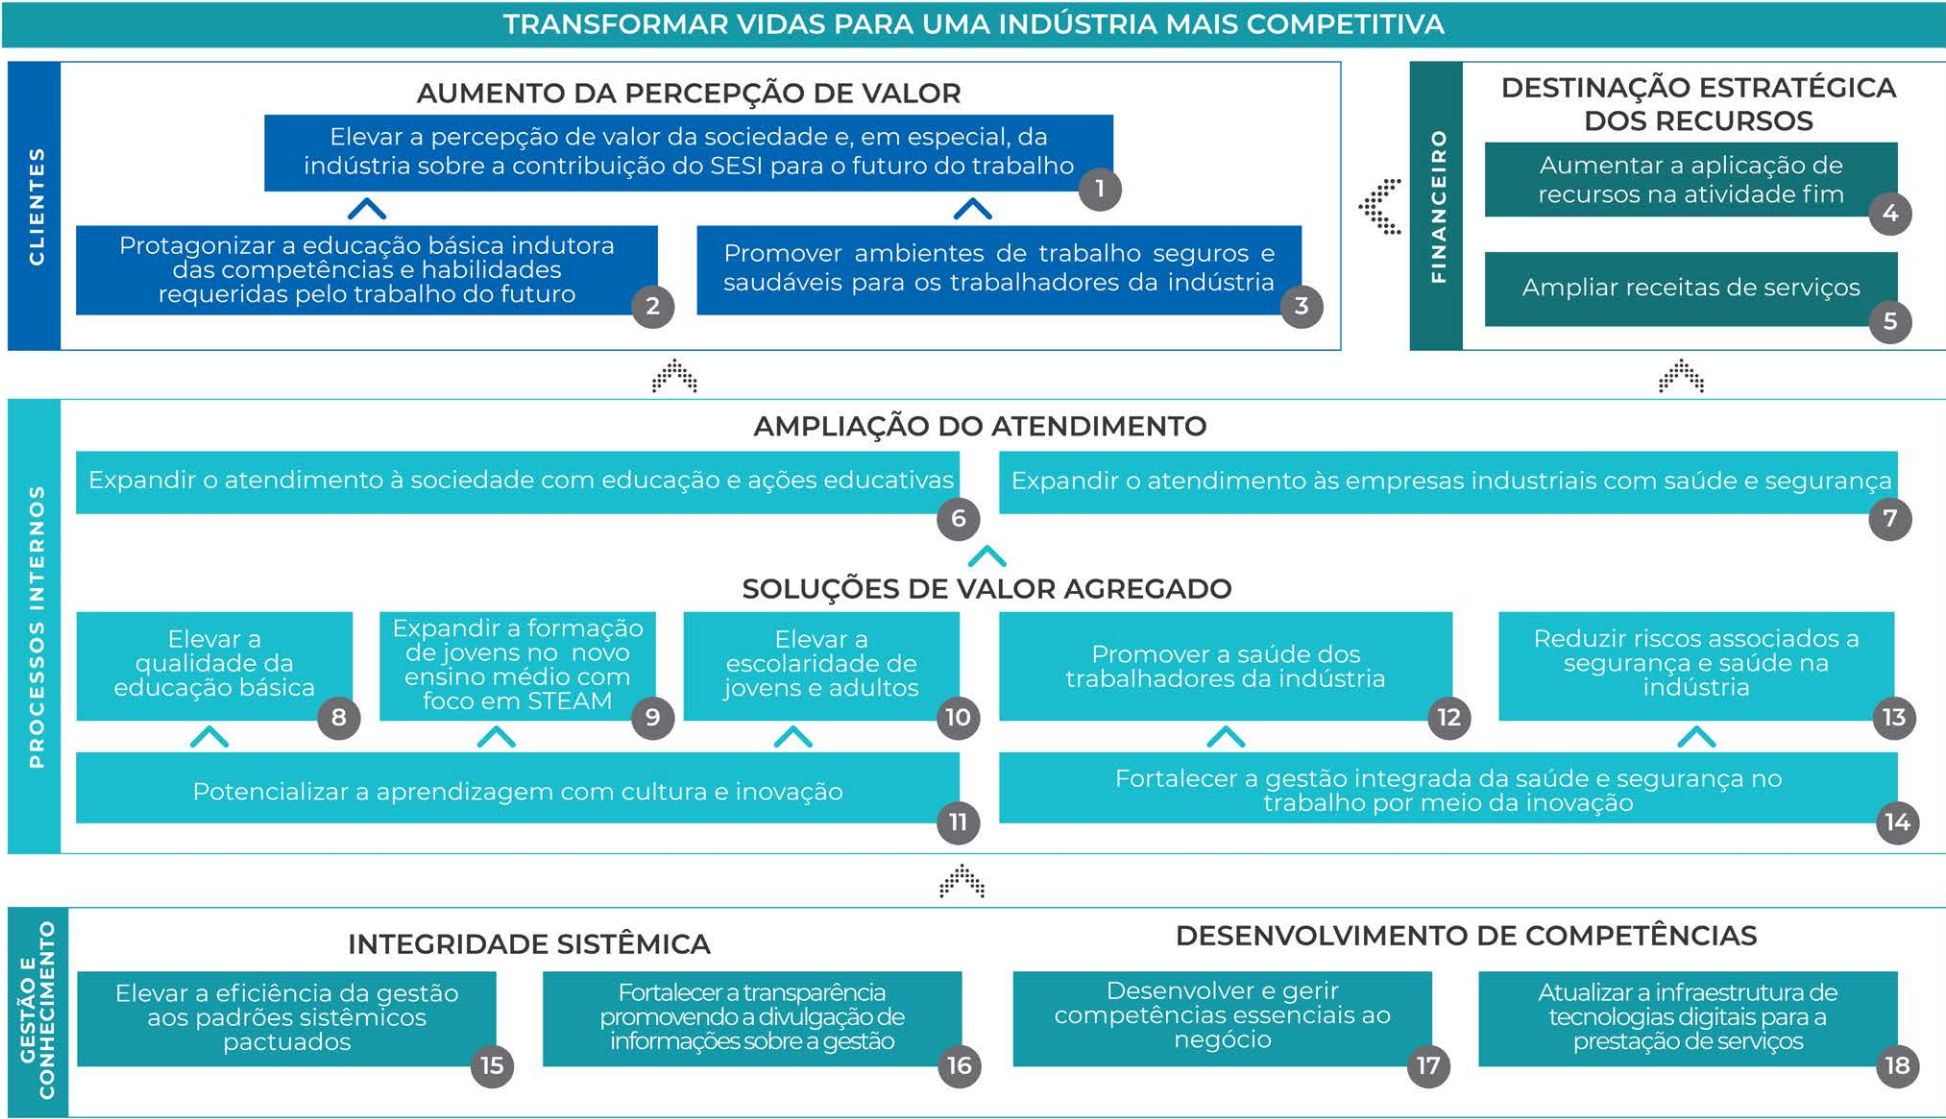 TRANSFORMAR VIDAS PARA UMA INDÚSTRIA MAIS COMPETITIVA
CLIENTES
AUMENTO DA PERCEPÇÃO DE VALOR
Elevar a percepção de valor da sociedade e, em especial, da
indústria sobre a contribuição do SESI para o futuro do trabalho
1
Protagonizar a educação básica indutora
das competências e habilidades
requeridas pelo trabalho do futuro
2
Promover ambientes de trabalho seguros e
saudáveis para os trabalhadores da indústria
3
FINANCEIRO
DESTINAÇÃO ESTRATÉGICA
DOS RECURSOS
Aumentar a aplicação de
recursos na atividade fim
4
Ampliar receitas de serviços
5
PROCESSOS INTERNOS
AMPLIAÇÃO DO ATENDIMENTO
Expandir o atendimento à sociedade com educação e ações educativas
6
Expandir o atendimento às empresas industriais com saúde e segurança
7
SOLUÇÕES DE VALOR AGREGADO
Elevar a
qualidade da
educação básica
8
Expandir a formação
de jovens no novo
ensino médio com
foco em STEAM
9
Elevar a
escolaridade de
jovens e adultos
10
Promover a saúde dos
trabalhadores da indústria
12
Reduzir riscos associados a
segurança e saúde na
indústria
13
Potencializar a aprendizagem com cultura e inovação
11
Fortalecer a gestão integrada da saúde e segurança no
trabalho por meio da inovação
14
GESTÃO E
CONHECIMENTO
INTEGRIDADE SISTÊMICA
Elevar a eficiência da gestão
aos padrões sistêmicos
pactuados
15
Fortalecer a transparência
promovendo a divulgação de
informações sobre a gestão
16
DESENVOLVIMENTO DE COMPETÊNCIAS
Desenvolver e gerir
competências essenciais ao
negócio
17
Atualizar a infraestrutura de
tecnologias digitais para a
prestação de serviços
18